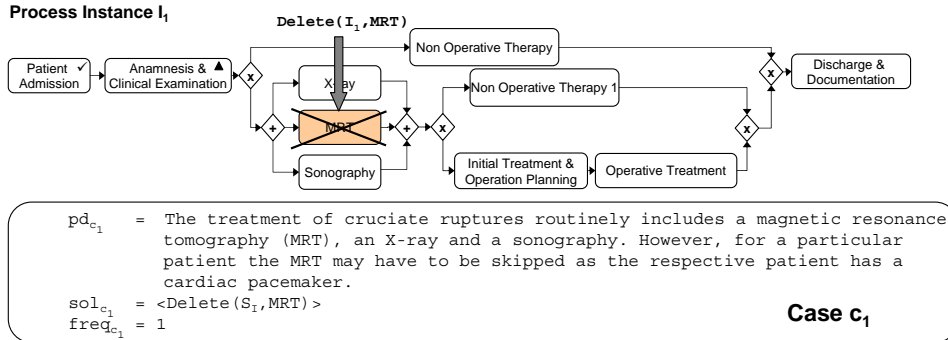 Process Instance I1
Delete(I1,MRT)
Non Operative Therapy
Patient ✓
Admission
Anamnesis & ▲
Clinical Examination
x
X-ray
Non Operative Therapy 1
x
Discharge &
Documentation
+
MRT
+
x
x
Sonography
Initial Treatment &
Operation Planning
Operative Treatment
pdc1 = The treatment of cruciate ruptures routinely includes a magnetic resonance
tomography (MRT), an X-ray and a sonography. However, for a particular
patient the MRT may have to be skipped as the respective patient has a
cardiac pacemaker.
solc1 = <Delete(SI,MRT)>
freqc1 = 1
Case c1